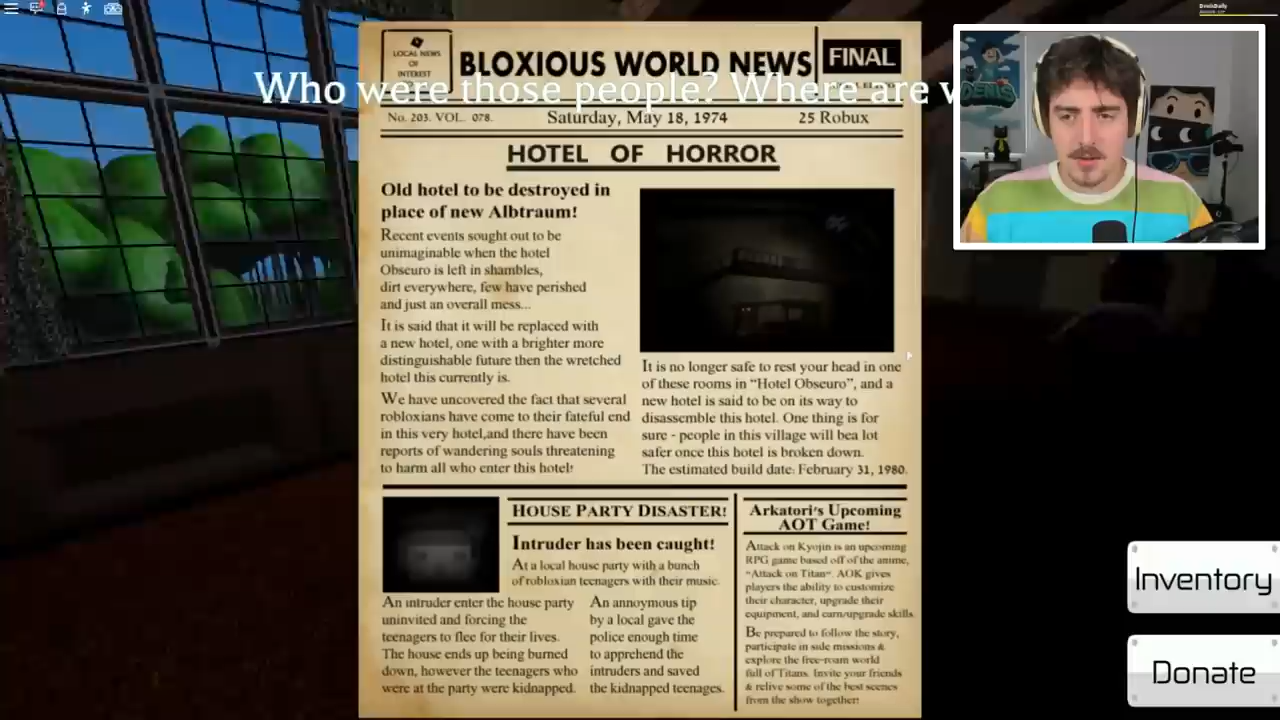 LOCAL NEWS
OF
INTEREST
BLOXIOUS WORLD NEWS
FINAL
Who were those people? Where are
No. 203. VOL. 078.
Saturday, May 18, 1974
25 Robux
HOTEL OF HORROR
Old hotel to be destroyed in
place of new Albtraum!
Recent events sought out to be
unimaginable when the hotel
Obscuro is left in shambles,
dirt everywhere, few have perished
and just an overall mess...
It is said that it will be replaced with
a new hotel, one with a brighter more
distinguishable future then the wretched
hotel this currently is.
We have uncovered the fact that several
robloxians have come to their fateful end
in this very hotel,and there have been
reports of wandering souls threatening
to harm all who enter this hotel!
It is no longer safe to rest your head in one
of these rooms in “Hotel Obscuro”, and a
new hotel is said to be on its way to
disassemble this hotel. One thing is for
sure - people in this village will bea lot
safer once this hotel is broken down.
The estimated build date: February 31, 1980.
HOUSE PARTY DISASTER!
Intruder has been caught!
At a local house party with a bunch
of robloxian teenagers with their music.
An intruder enter the house party
uninvited and forcing the
teenagers to flee for their lives.
The house ends up being burned
down, however the teenagers who
were at the party were kidnapped.
An annoymous tip
by a local gave the
police enough time
to apprehend the
intruders and saved
the kidnapped teenages.
Arkatori's Upcoming
AOT Game!
Attack on Kyojin is an upcoming
RPG game based off of the anime,
"Attack on Titan". AOK gives
players the ability to customize
their character, upgrade their
equipment, and earn/upgrade skills.
Be prepared to follow the story,
participate in side missions &
explore the free-roam world
full of Titans. Invite your friends
& relive some of the best scenes
from the show together!
DENIS
Inventory
Donate